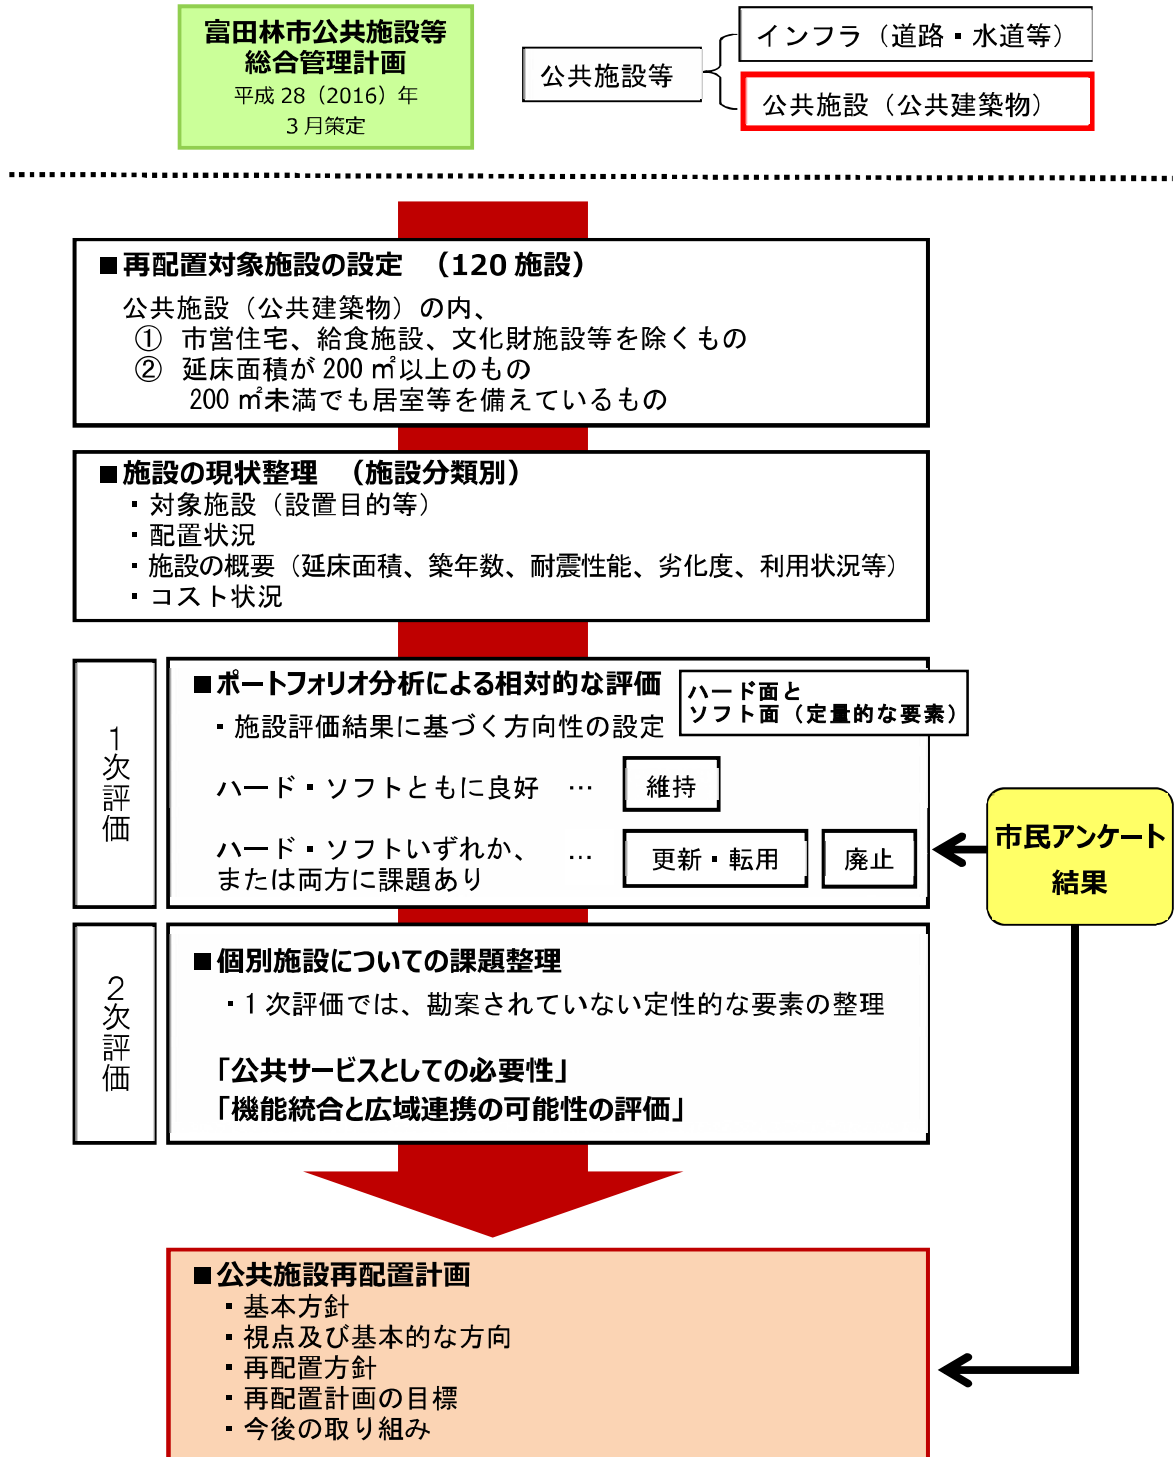 富田林市公共施設等
総合管理計画
平成 28（2016）年
3 月策定
公共施設等
インフラ（道路・水道等）
公共施設（公共建築物）
■再配置対象施設の設定　（120 施設）
公共施設（公共建築物）の内、
①　市営住宅、給食施設、文化財施設等を除くもの
②　延床面積が 200 ㎡以上のもの
200 ㎡未満でも居室等を備えているもの
■施設の現状整理　（施設分類別）
・対象施設（設置目的等）
・配置状況
・施設の概要（延床面積、築年数、耐震性能、劣化度、利用状況等）
・コスト状況
1次評価
■ポートフォリオ分析による相対的な評価
ハード面と
ソフト面（定量的な要素）
・施設評価結果に基づく方向性の設定
ハード・ソフトともに良好　…　維持
ハード・ソフトいずれか、
または両方に課題あり
…　更新・転用　廃止
市民アンケート
結果
2次評価
■個別施設についての課題整理
・1 次評価では、勘案されていない定性的な要素の整理
「公共サービスとしての必要性」
「機能統合と広域連携の可能性の評価」
■公共施設再配置計画
・基本方針
・視点及び基本的な方向
・再配置方針
・再配置計画の目標
・今後の取り組み